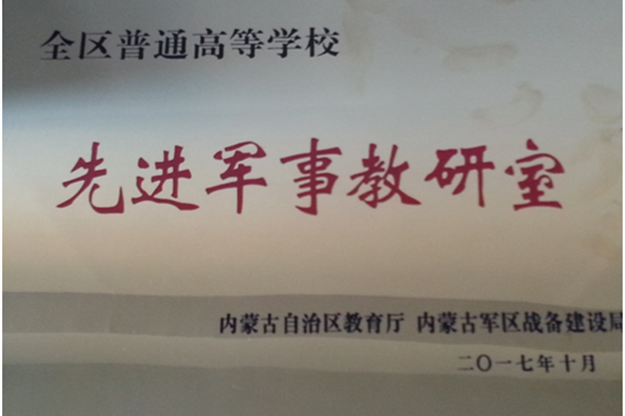 全区普通高等学校
先进军事教研室
内蒙古自治区教育厅 内蒙古军区战备建设局
二〇一七年十月